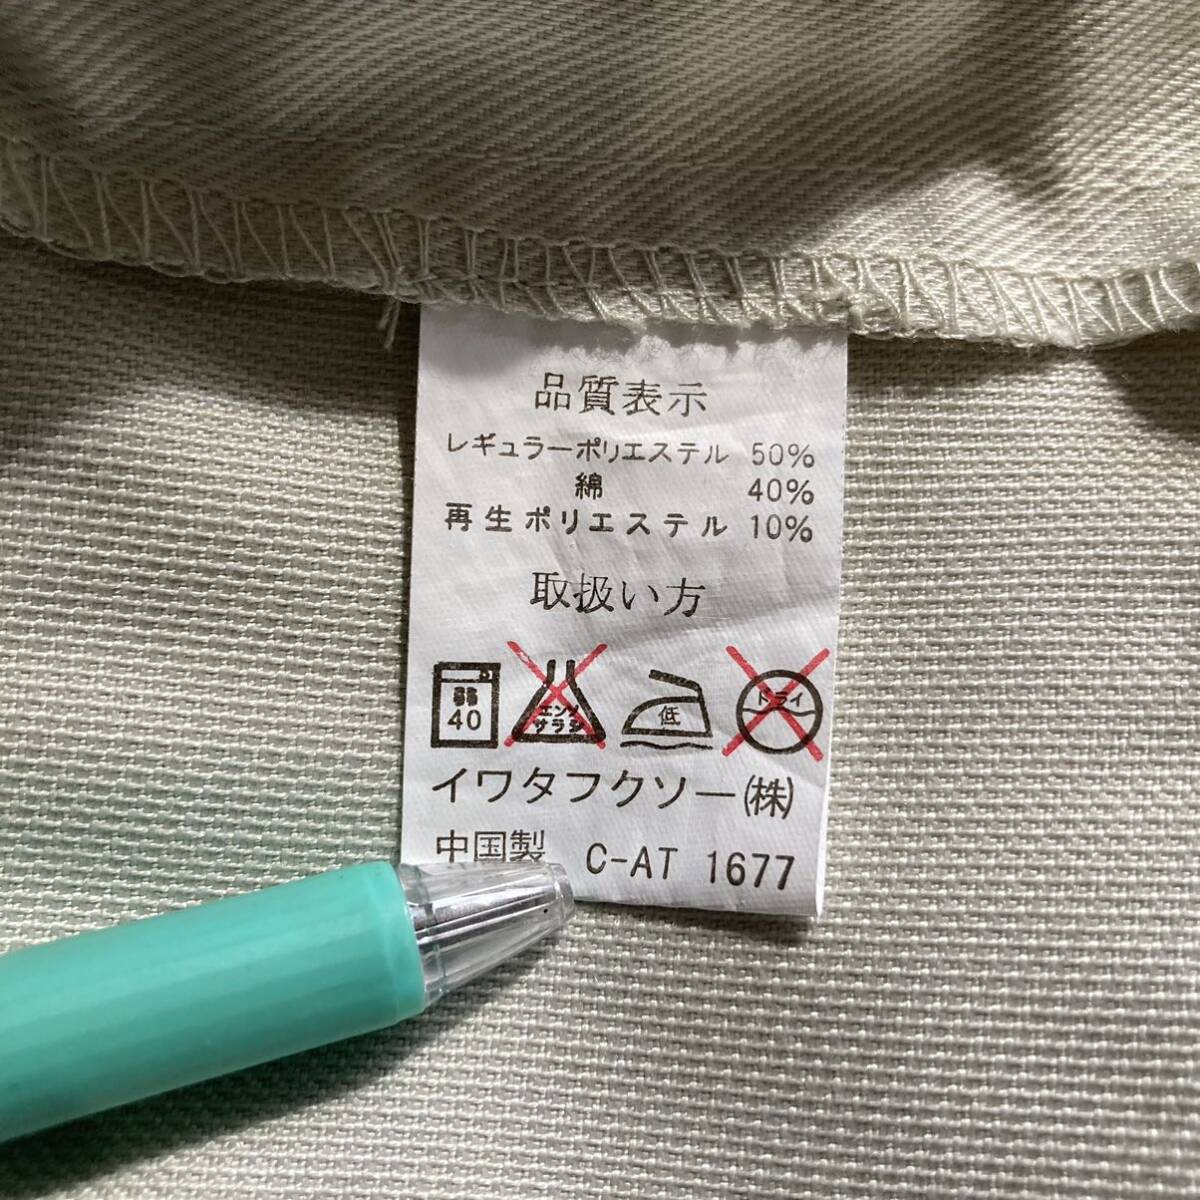 品質表示
レギュラーポリエステル 50%
綿 40%
再生ポリエステル 10%
取扱い方
弱 40 エンソ サラシ 低 ドライ
イワタフクソー(株)
中国製 C-AT 1677